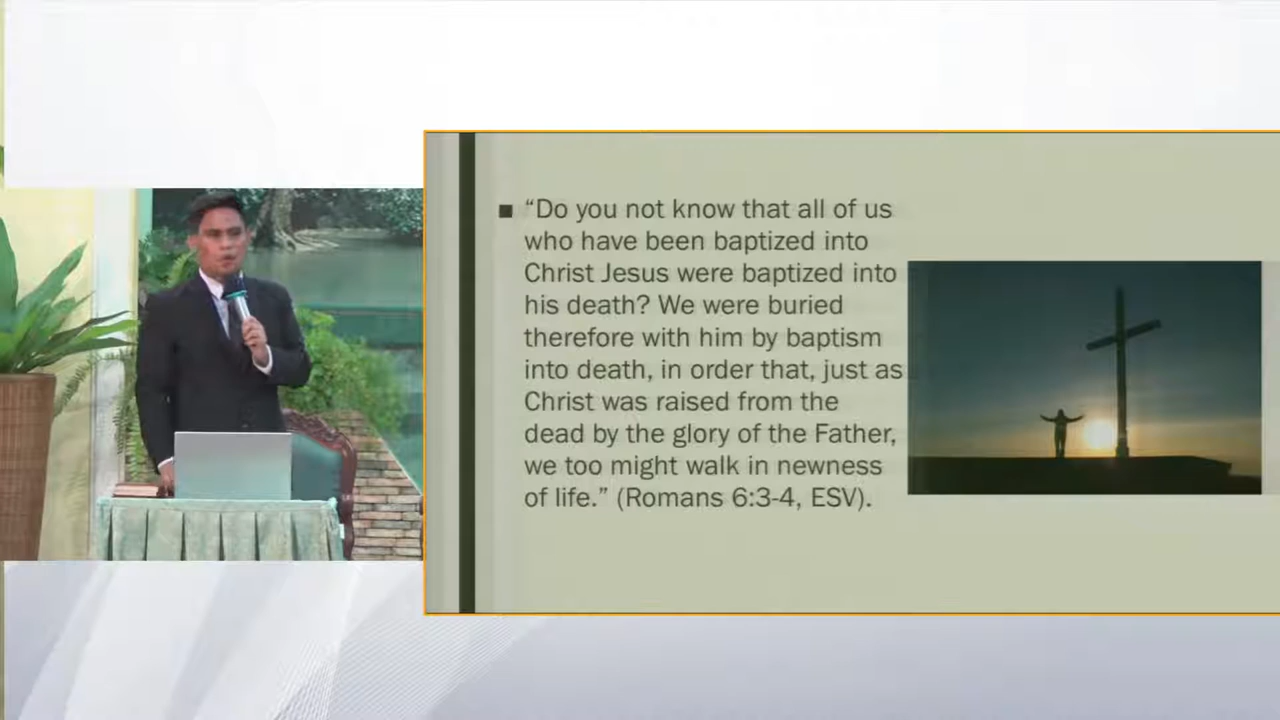 “Do you not know that all of us
who have been baptized into
Christ Jesus were baptized into
his death? We were buried
therefore with him by baptism
into death, in order that, just as
Christ was raised from the
dead by the glory of the Father,
we too might walk in newness
of life.” (Romans 6:3-4, ESV).